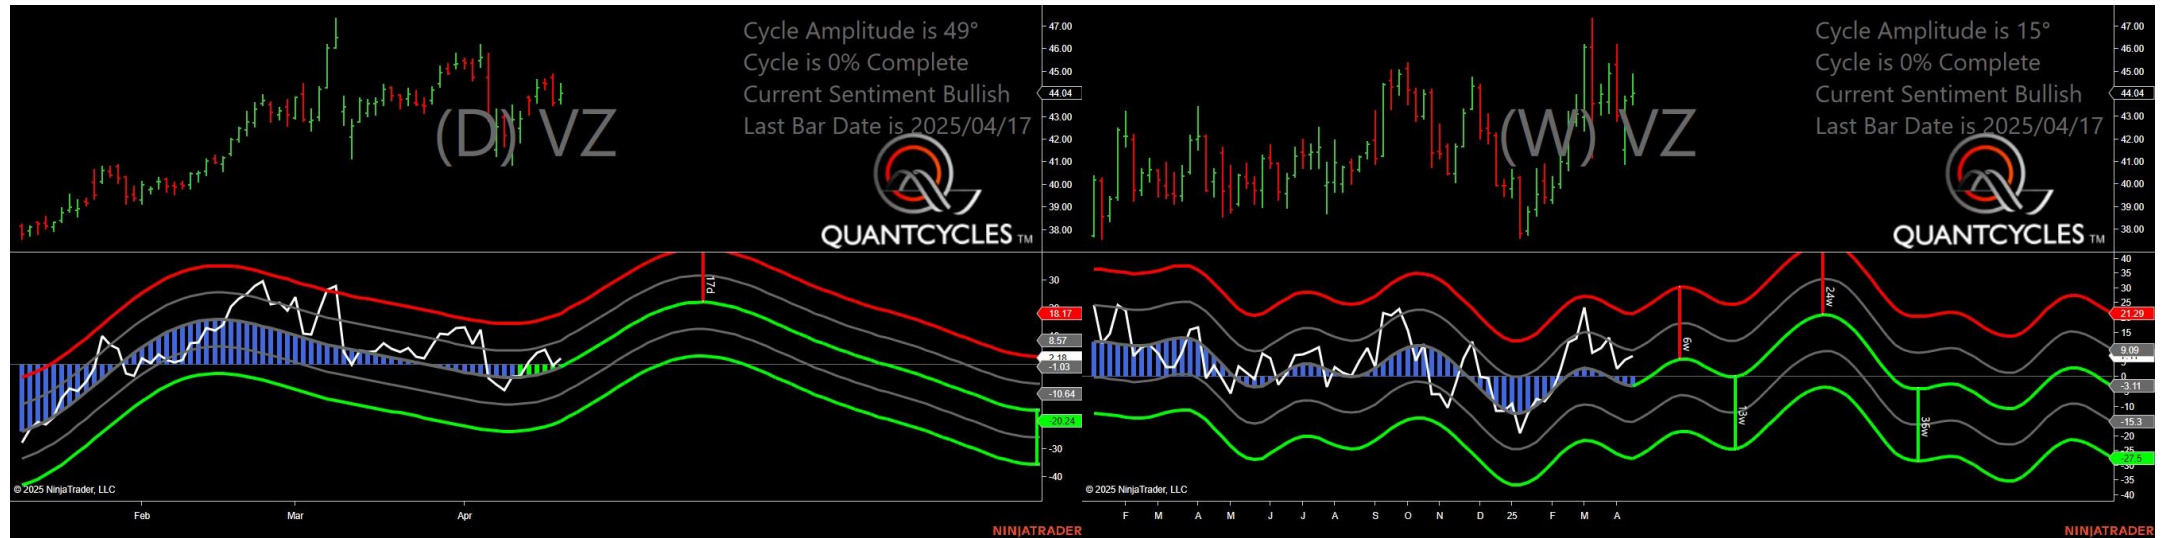 Cycle Amplitude is 49°
Cycle is 0% Complete
Current Sentiment Bullish
Last Bar Date is 2025/04/17
(D) VZ
QUANTCYCLES TM
47.00
46.00
45.00
44.04
43.00
42.00
41.00
40.00
39.00
38.00
17d
30
18.17
8.57
2.18
-1.03
-10.64
-20.24
-30
-40
© 2025 NinjaTrader, LLC
Feb
Mar
Apr
NINJATRADER
Cycle Amplitude is 15°
Cycle is 0% Complete
Current Sentiment Bullish
Last Bar Date is 2025/04/17
(W) VZ
QUANTCYCLES TM
47.00
46.00
45.00
44.04
43.00
42.00
41.00
40.00
39.00
38.00
6w
13w
24w
36w
40
35
30
25
21.29
15
9.09
5
0
-3.11
-10
-15.3
-20
-27.5
-30
-35
-40
© 2025 NinjaTrader, LLC
F M A M J J A S O N D 25 F M A
NINJATRADER